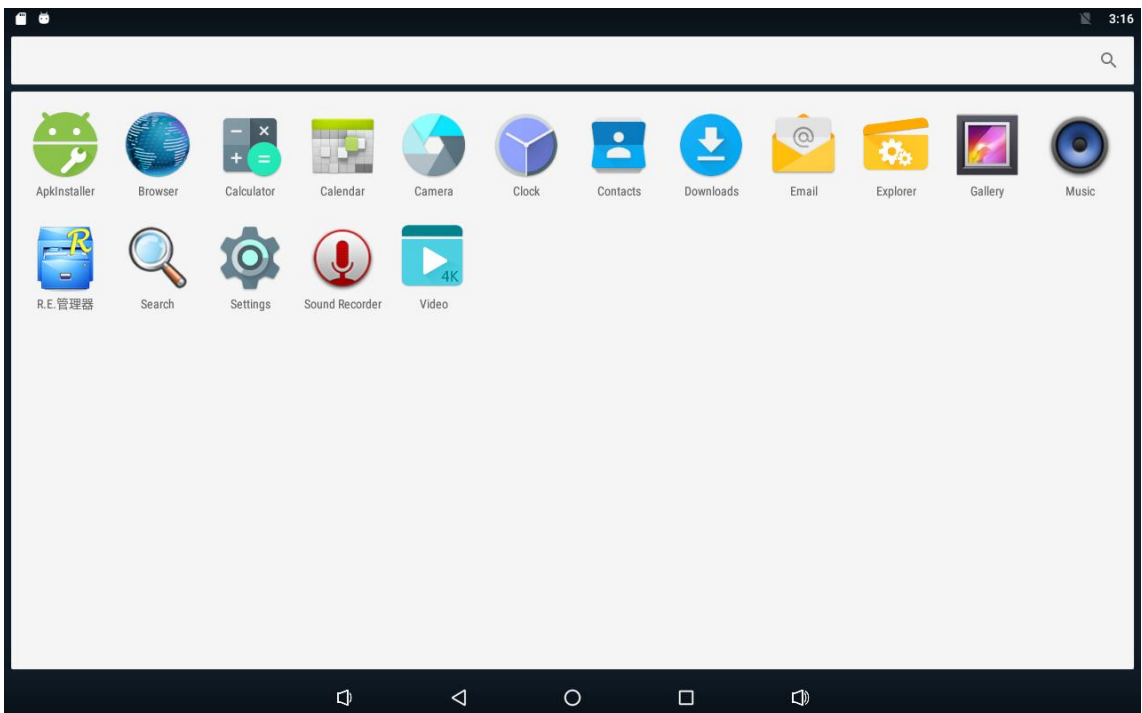 3:16
ApkInstaller Browser Calculator Calendar Camera Clock Contacts Downloads Email Explorer Gallery Music
R.E.管理器 Search Settings Sound Recorder 4K Video